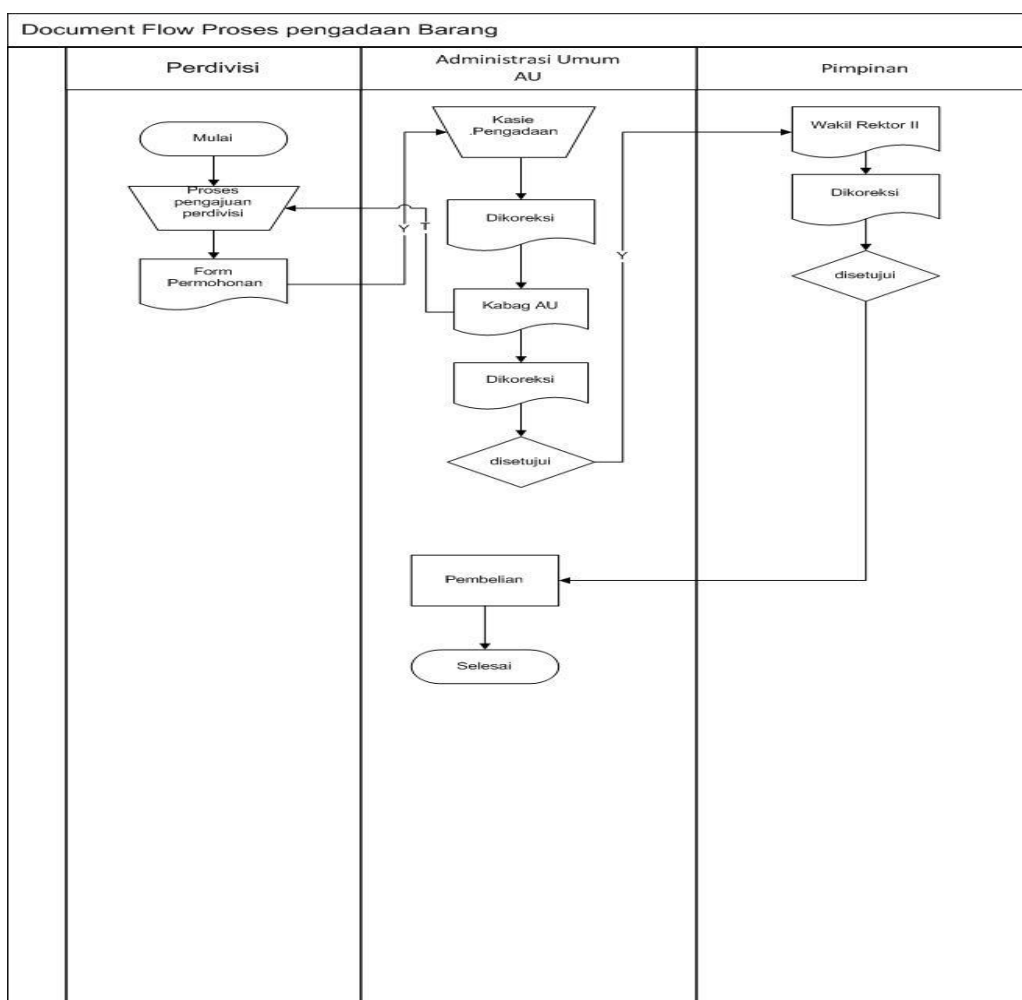 Document Flow Proses pengadaan Barang
Perdivisi
Administrasi Umum
AU
Pimpinan
Mulai
Proses
pengajuan
perdivisi
Form
Permohonan
Y
T
Kasie
.Pengadaan
Dikoreksi
Kabag AU
Dikoreksi
disetujui
Y
Wakil Rektor II
Dikoreksi
disetujui
Pembelian
Selesai